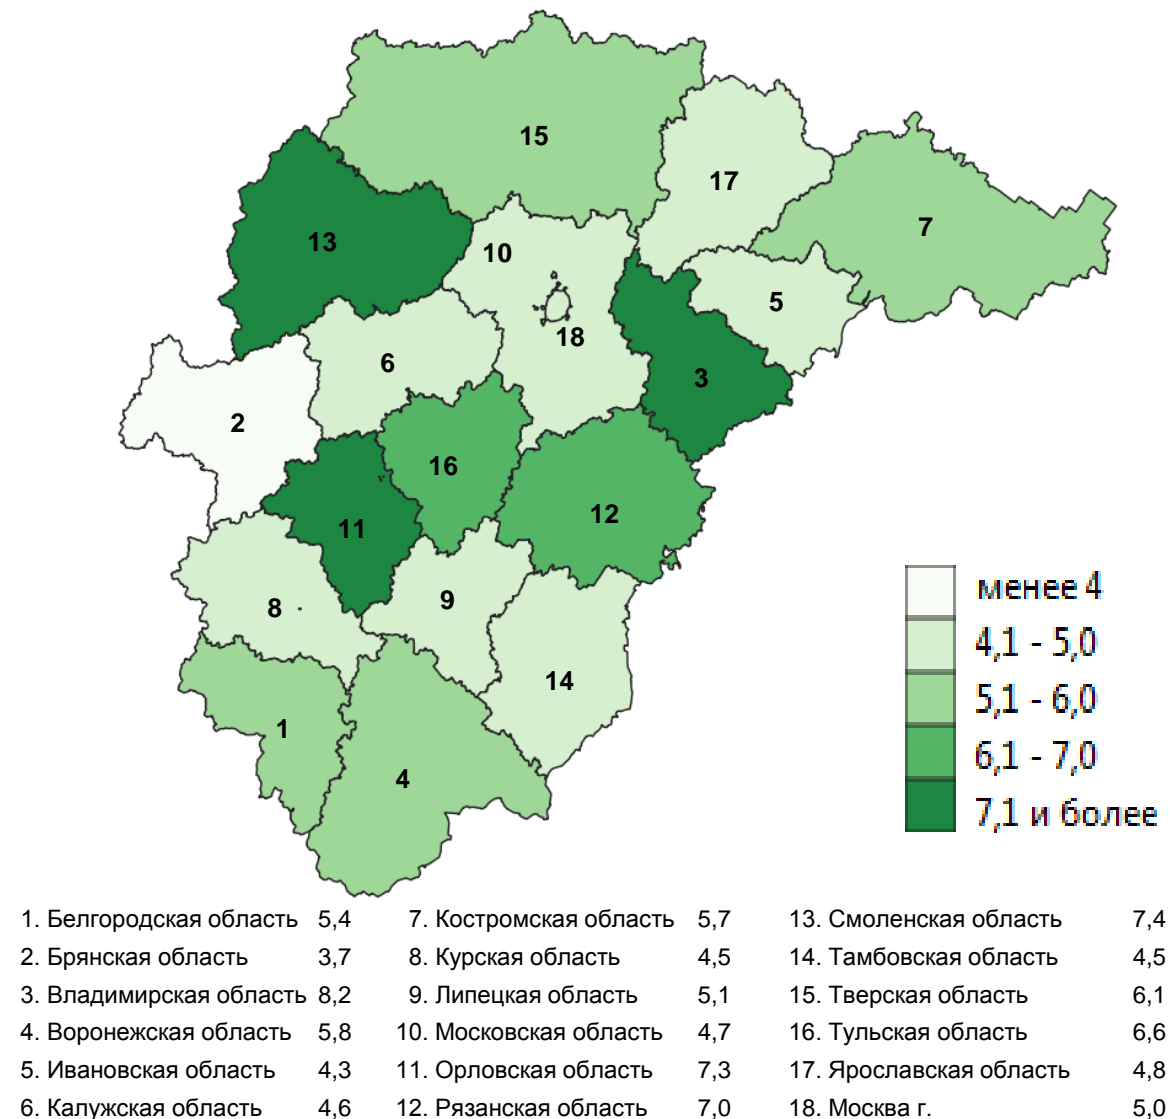 15
17
7
13
10
5
18
6
3
2
16
12
11
9
8
14
1
4
менее 4
4,1 - 5,0
5,1 - 6,0
6,1 - 7,0
7,1 и более
1. Белгородская область 5,4
2. Брянская область 3,7
3. Владимирская область 8,2
4. Воронежская область 5,8
5. Ивановская область 4,3
6. Калужская область 4,6
7. Костромская область 5,7
8. Курская область 4,5
9. Липецкая область 5,1
10. Московская область 4,7
11. Орловская область 7,3
12. Рязанская область 7,0
13. Смоленская область 7,4
14. Тамбовская область 4,5
15. Тверская область 6,1
16. Тульская область 6,6
17. Ярославская область 4,8
18. Москва г. 5,0